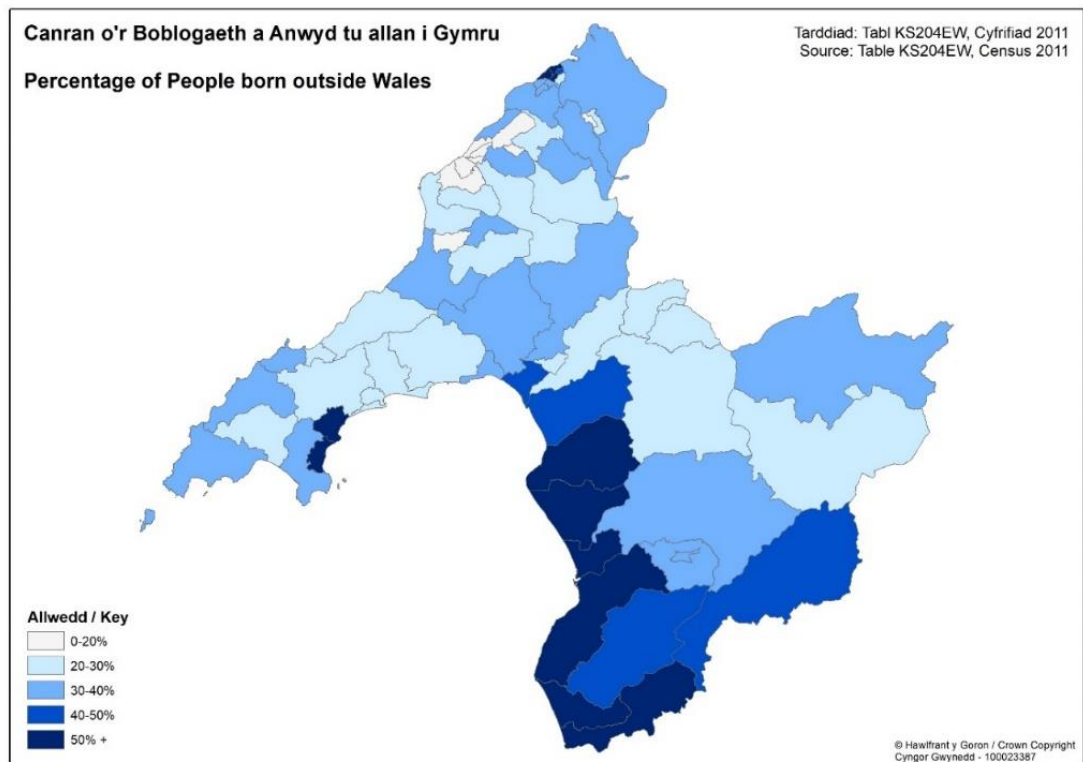 Canran o'r Boblogaeth a Anwyd tu allan i Gymru
Percentage of People born outside Wales
Tarddiad: Tabl KS204EW, Cyfrifiad 2011
Source: Table KS204EW, Census 2011
Allwedd / Key
0-20%
20-30%
30-40%
40-50%
50% +
© Hawlfraint y Goron / Crown Copyright
Cyngor Gwynedd - 100023387